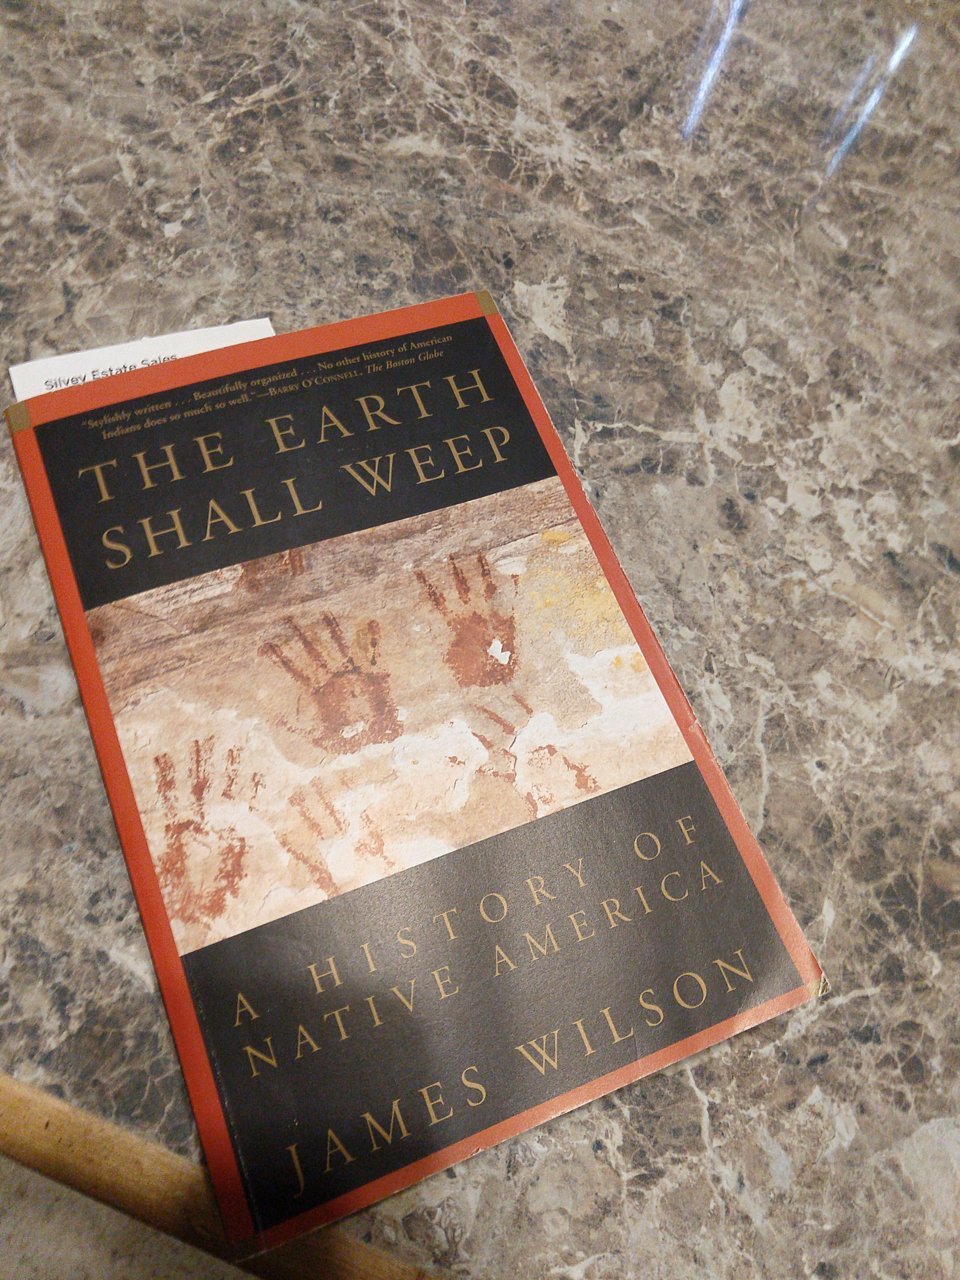 Silvey Estate Sales
"Stylishly written . . . Beautifully organized . . . No other history of American
Indians does so much so well."—BARRY O'CONNELL, The Boston Globe
THE EARTH
SHALL WEEP
A HISTORY OF
NATIVE AMERICA
JAMES WILSON